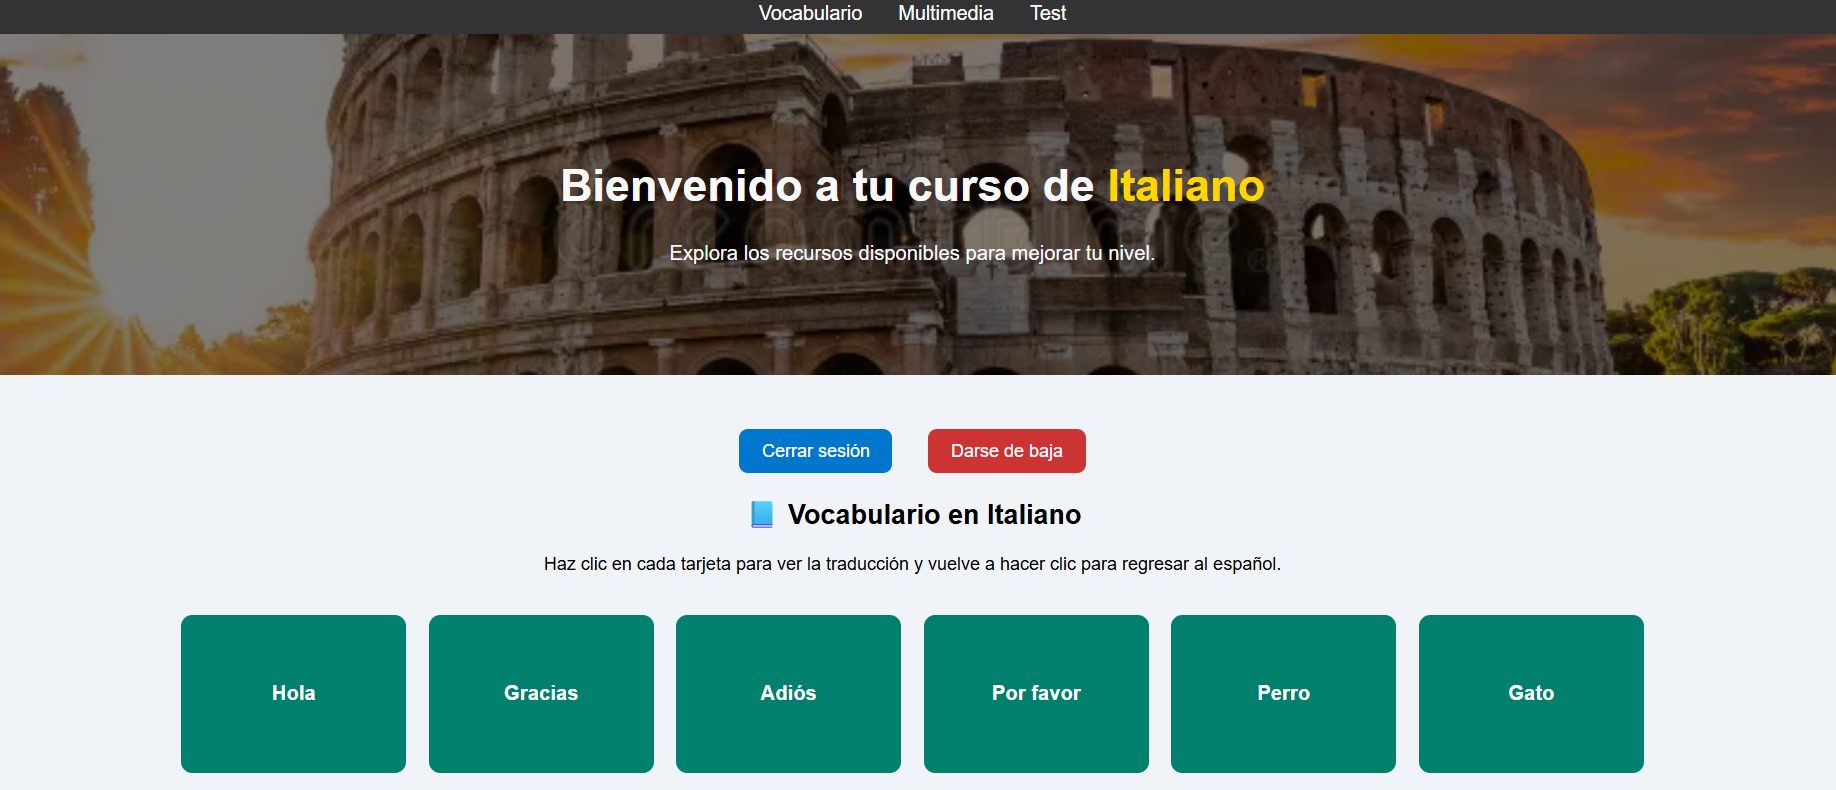 Vocabulario Multimedia Test
Bienvenido a tu curso de Italiano
Explora los recursos disponibles para mejorar tu nivel.
Cerrar sesión Darse de baja
Vocabulario en Italiano
Haz clic en cada tarjeta para ver la traducción y vuelve a hacer clic para regresar al español.
Hola Gracias Adiós Por favor Perro Gato